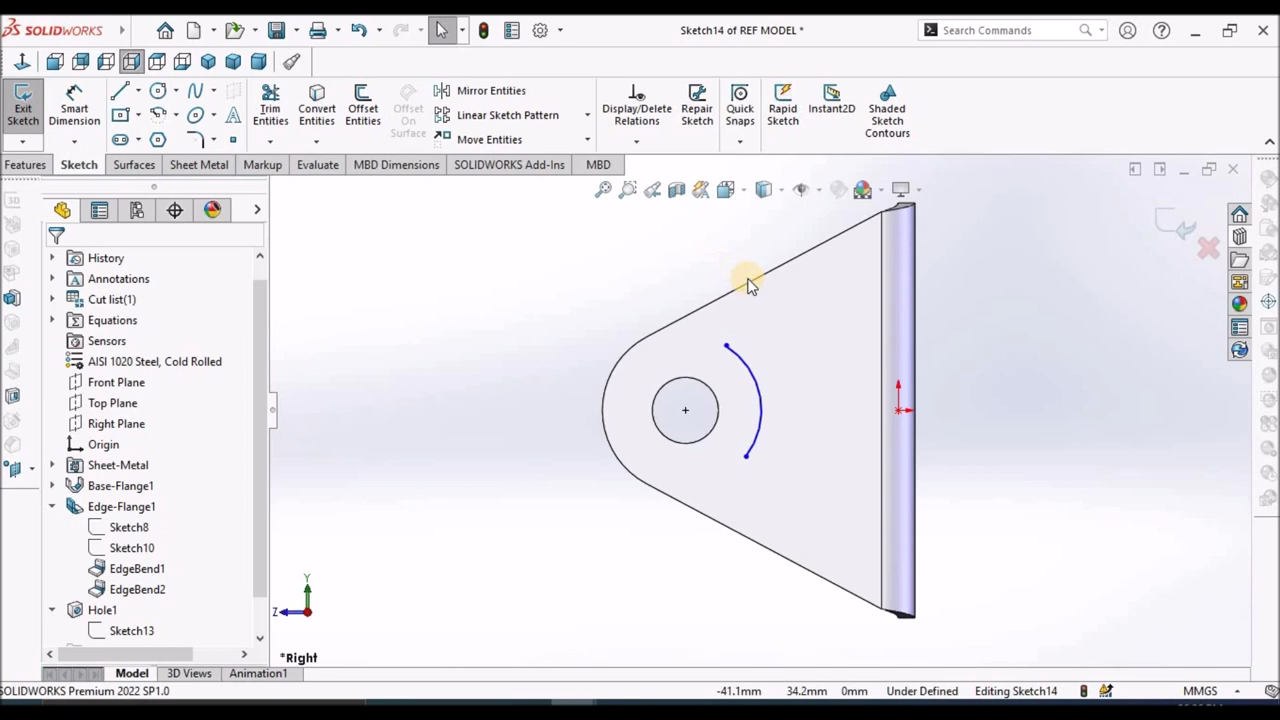 SOLIDWORKS
Sketch14 of REF MODEL *
Search Commands
Exit Sketch
Smart Dimension
Trim Entities
Convert Entities
Offset Entities
Offset On Surface
Mirror Entities
Linear Sketch Pattern
Move Entities
Display/Delete Relations
Repair Sketch
Quick Snaps
Rapid Sketch
Instant2D
Shaded Sketch Contours
Features
Sketch
Surfaces
Sheet Metal
Markup
Evaluate
MBD Dimensions
SOLIDWORKS Add-Ins
MBD
History
Annotations
Cut list(1)
Equations
Sensors
AISI 1020 Steel, Cold Rolled
Front Plane
Top Plane
Right Plane
Origin
Sheet-Metal
Base-Flange1
Edge-Flange1
Sketch8
Sketch10
EdgeBend1
EdgeBend2
Hole1
Sketch13
Y
Z
*Right
Model
3D Views
Animation1
SOLIDWORKS Premium 2022 SP1.0
-41.1mm
34.2mm
0mm
Under Defined
Editing Sketch14
MMGS